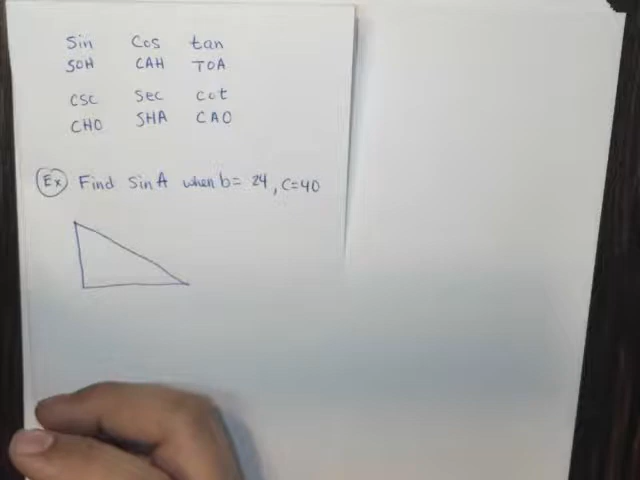 Sin Cos tan
SOH CAH TOA
CSC Sec cot
CHO SHA CAO
Ex Find sin A when b= 24, C=40